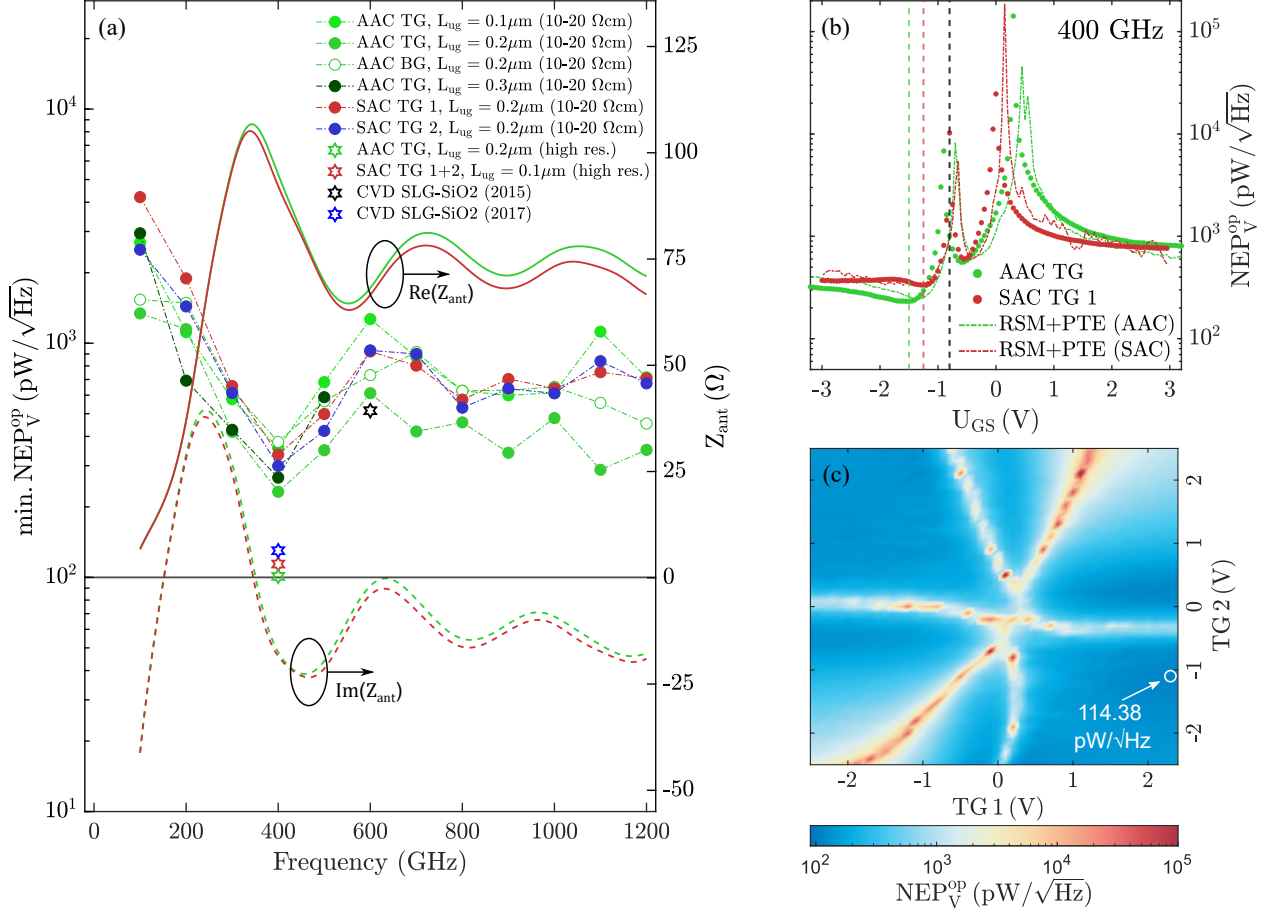 (a)
AAC TG, L_ug = 0.1μm (10-20 Ωcm)
AAC TG, L_ug = 0.2μm (10-20 Ωcm)
AAC BG, L_ug = 0.2μm (10-20 Ωcm)
AAC TG, L_ug = 0.3μm (10-20 Ωcm)
SAC TG 1, L_ug = 0.2μm (10-20 Ωcm)
SAC TG 2, L_ug = 0.2μm (10-20 Ωcm)
AAC TG, L_ug = 0.2μm (high res.)
SAC TG 1+2, L_ug = 0.1μm (high res.)
CVD SLG-SiO2 (2015)
CVD SLG-SiO2 (2017)
Re(Z_ant)
Im(Z_ant)
10^4
10^3
10^2
10^1
min. NEP_V^op (pW/√Hz)
125
100
75
50
25
0
-25
-50
Z_ant (Ω)
0 200 400 600 800 1000 1200
Frequency (GHz)
(b)
400 GHz
AAC TG
SAC TG 1
RSM+PTE (AAC)
RSM+PTE (SAC)
10^5
10^4
10^3
10^2
NEP_V^op (pW/√Hz)
-3 -2 -1 0 1 2 3
U_GS (V)
(c)
114.38
pW/√Hz
2
1
0
-1
-2
TG 2 (V)
-2 -1 0 1 2
TG 1 (V)
10^2 10^3 10^4 10^5
NEP_V^op (pW/√Hz)